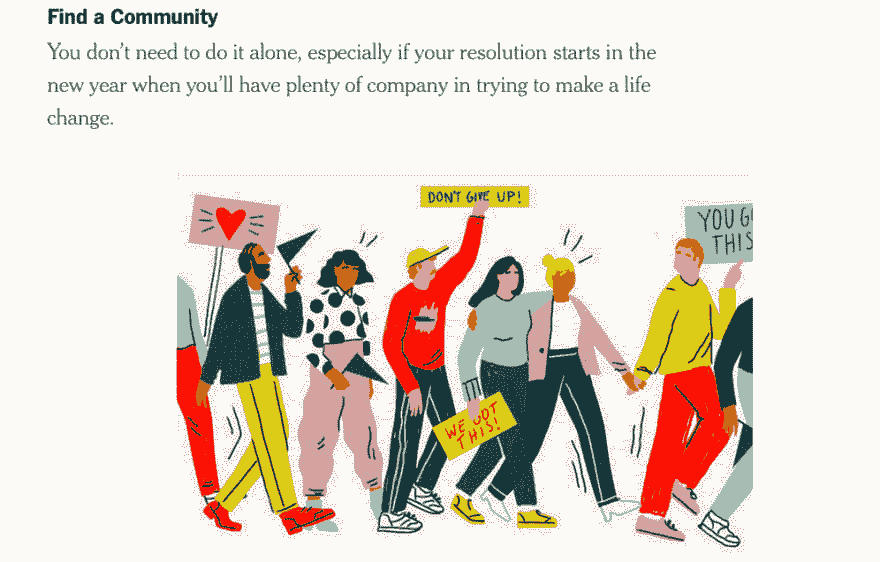 Find a Community
You don't need to do it alone, especially if your resolution starts in the
new year when you'll have plenty of company in trying to make a life
change.
DON'T GIVE UP!
YOU G
THIS
WE GOT
THIS!